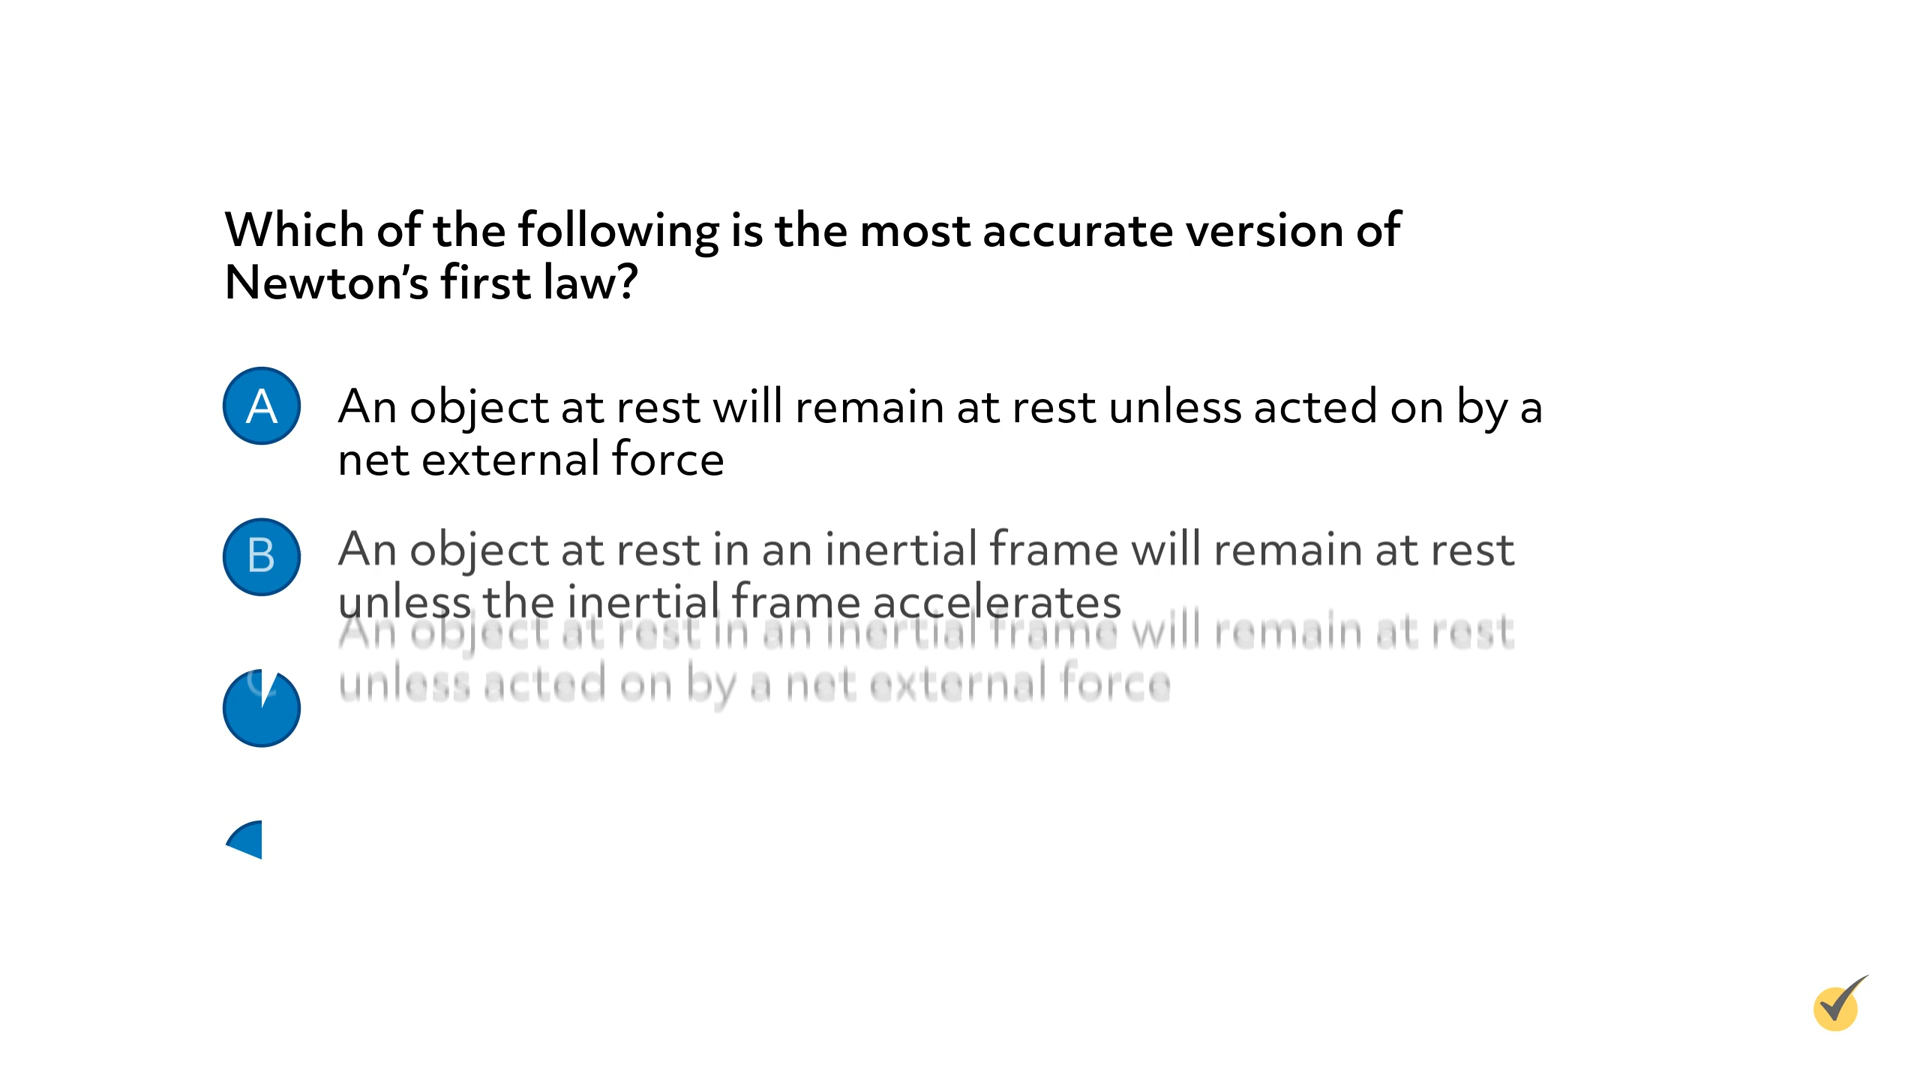 Which of the following is the most accurate version of
Newton’s first law?
A
An object at rest will remain at rest unless acted on by a
net external force
B
An object at rest in an inertial frame will remain at rest
unless the inertial frame accelerates
C
An object at rest in an inertial frame will remain at rest
unless acted on by a net external force